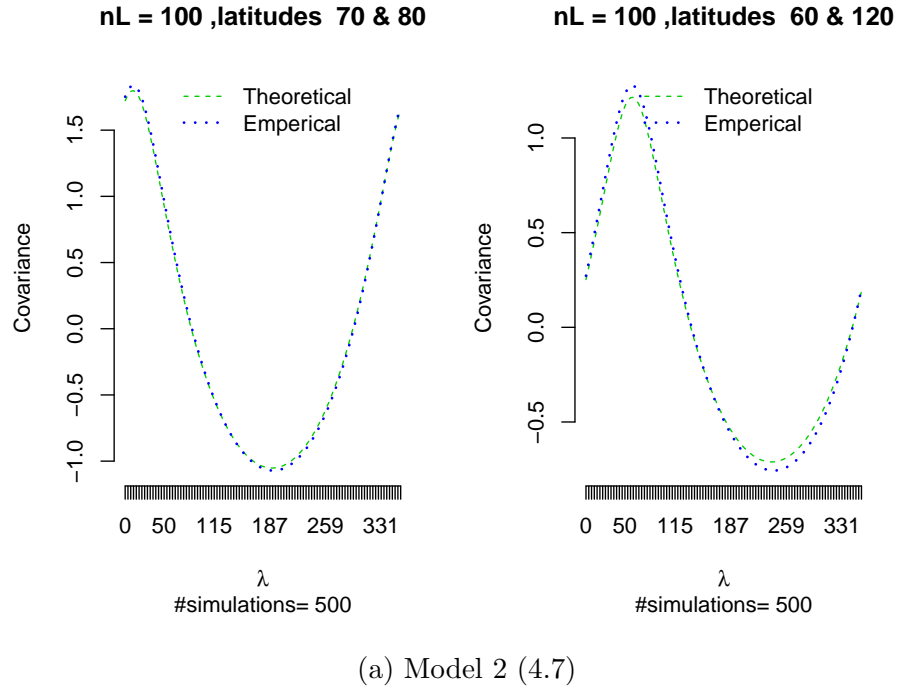 nL = 100 ,latitudes 70 & 80
Theoretical
Emperical
Covariance
1.5
1.0
0.5
0.0
−0.5
−1.0
0 50 115 187 259 331
λ
#simulations= 500
nL = 100 ,latitudes 60 & 120
Theoretical
Emperical
Covariance
1.0
0.5
0.0
−0.5
0 50 115 187 259 331
λ
#simulations= 500
(a) Model 2 (4.7)